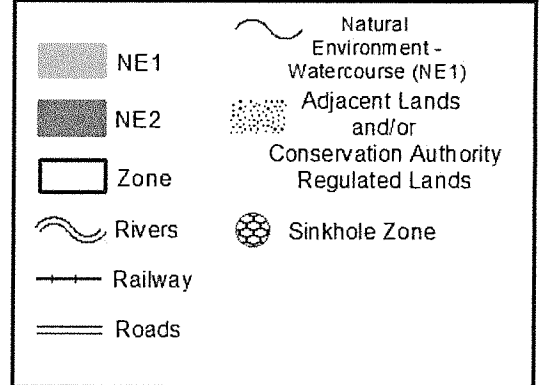 NE1
NE2
Zone
Rivers
Railway
Roads
Natural
Environment -
Watercourse (NE1)
Adjacent Lands
and/or
Conservation Authority
Regulated Lands
Sinkhole Zone